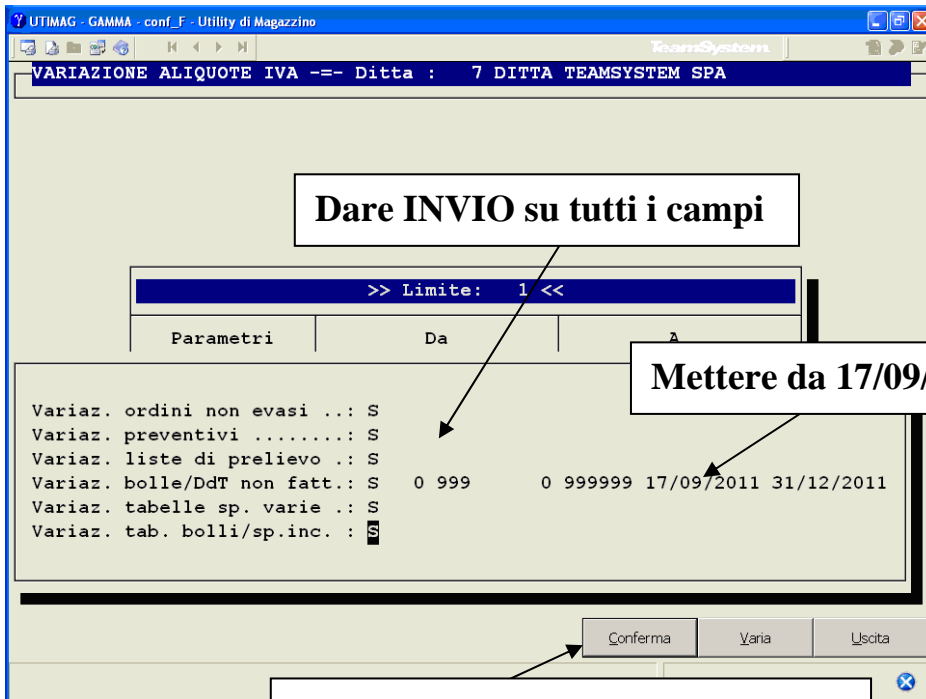 UTIMAG - GAMMA - conf_F - Utility di Magazzino
TeamSystem
VARIAZIONE ALIQUOTE IVA -=- Ditta : 7 DITTA TEAMSYSTEM SPA
Dare INVIO su tutti i campi
>> Limite: 1 <<
Parametri Da A
Mettere da 17/09/
Variaz. ordini non evasi ..: S
Variaz. preventivi ........: S
Variaz. liste di prelievo .: S
Variaz. bolle/DdT non fatt.: S 0 999 0 999999 17/09/2011 31/12/2011
Variaz. tabelle sp. varie .: S
Variaz. tab. bolli/sp.inc. : S
Conferma Varia Uscita